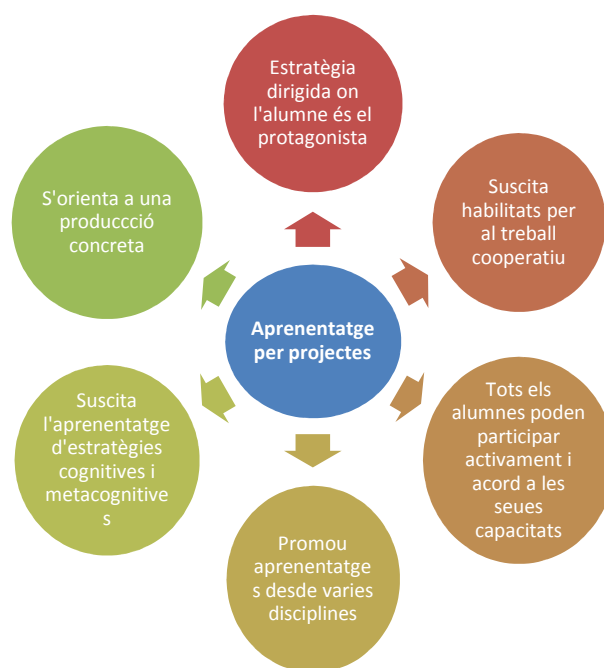 Estratègia
dirigida on
l'alumne és el
protagonista
Suscita
habilitats per
al treball
cooperatiu
Tots els
alumnes poden
participar
activament i
acord a les
seues
capacitats
Promou
aprenentatge
s desde varies
disciplines
Suscita
l'aprenentatge
d'estratègies
cognitives i
metacognitive
s
S'orienta a una
produccció
concreta
Aprenentatge
per projectes